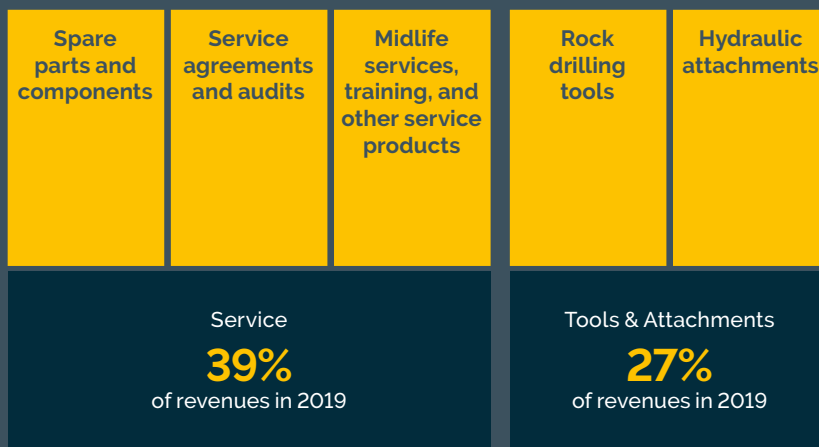 Spare
parts and
components
Service
agreements
and audits
Midlife
services,
training, and
other service
products
Rock
drilling
tools
Hydraulic
attachments
Service
39%
of revenues in 2019
Tools & Attachments
27%
of revenues in 2019